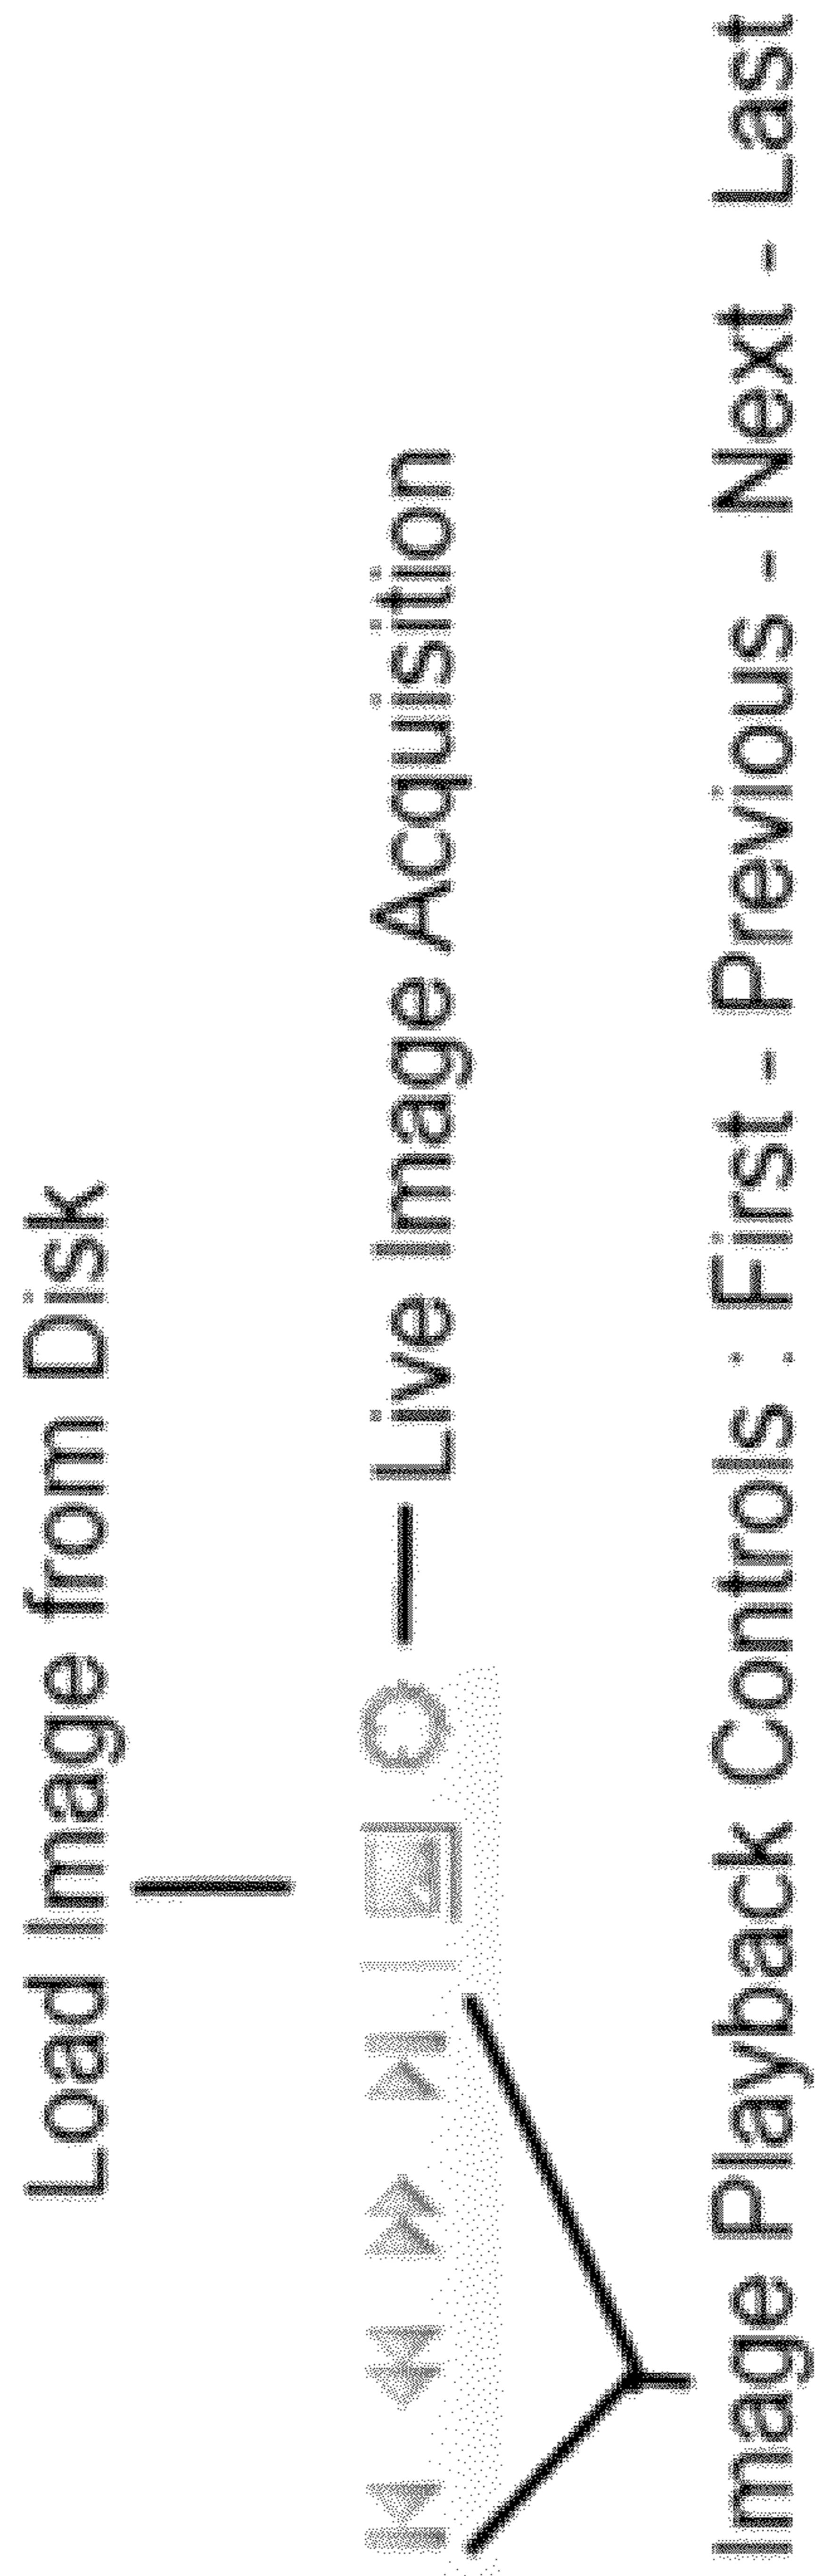 Load Image from Disk
Live Image Acquisition
Image Playback Controls : First - Previous - Next - Last